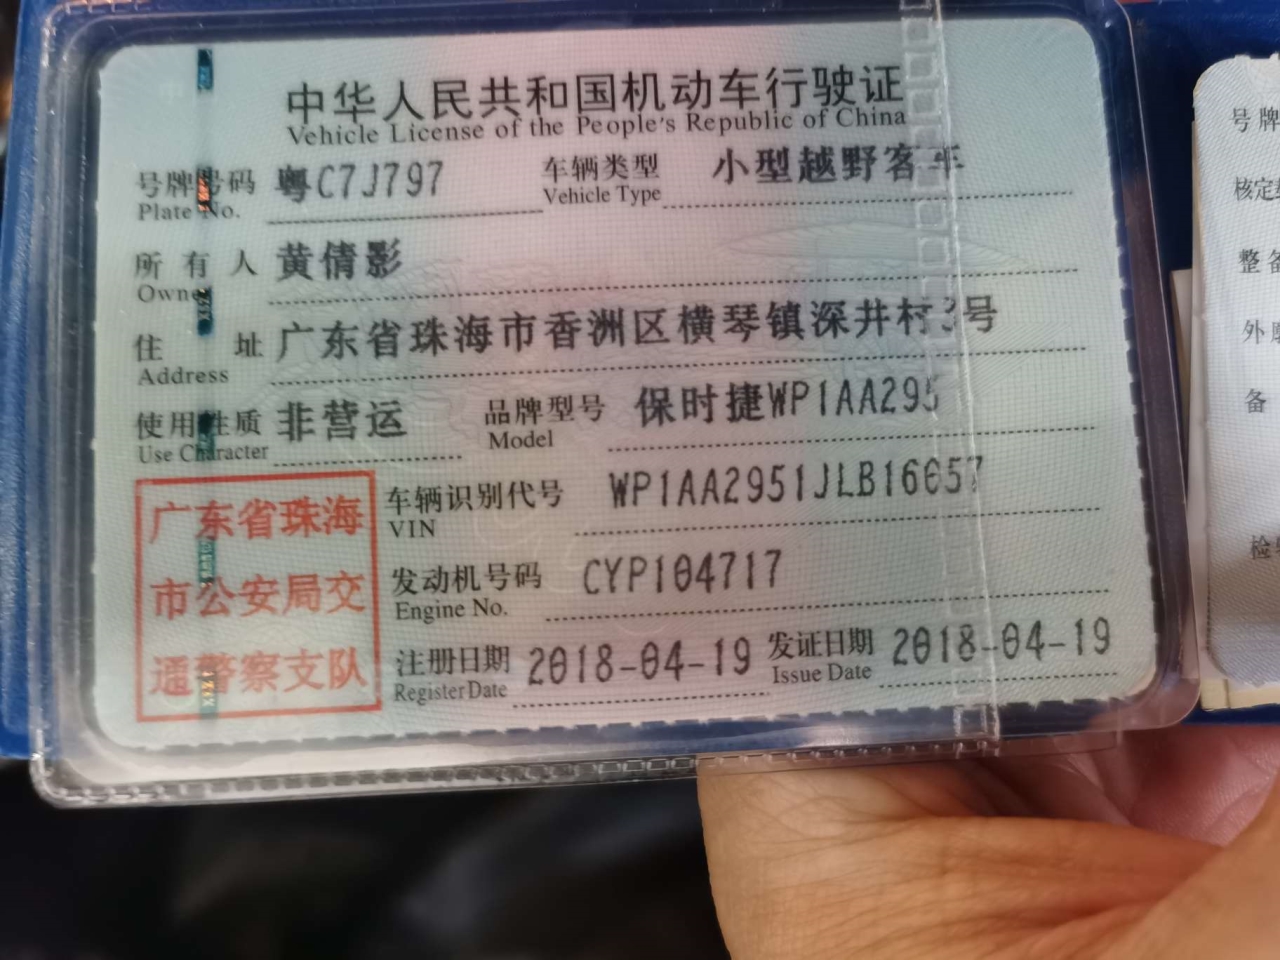 中华人民共和国机动车行驶证
Vehicle License of the People's Republic of China
号牌号码 粤C7J797 车辆类型 小型越野客车
Plate No. Vehicle Type
所有人 黄倩影
Owner
住址 广东省珠海市香洲区横琴镇深井村3号
Address
使用性质 非营运 品牌型号 保时捷WP1AA295
Use Character Model
车辆识别代号 WP1AA2951JLB16657
VIN
发动机号码 CYP104717
Engine No.
注册日期 2018-04-19 发证日期 2018-04-19
Register Date Issue Date
广东省珠海
市公安局交
通警察支队
号牌
核定
整备
外
备
检